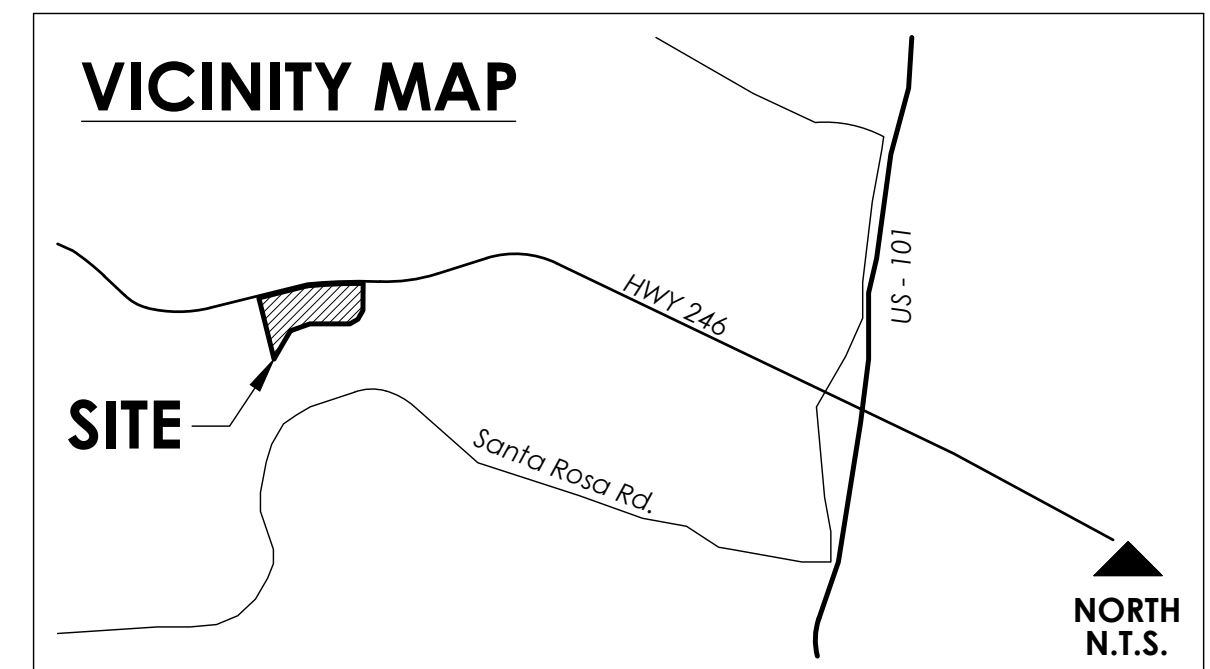 VICINITY MAP
US - 101
HWY 246
SITE
Santa Rosa Rd.
NORTH
N.T.S.